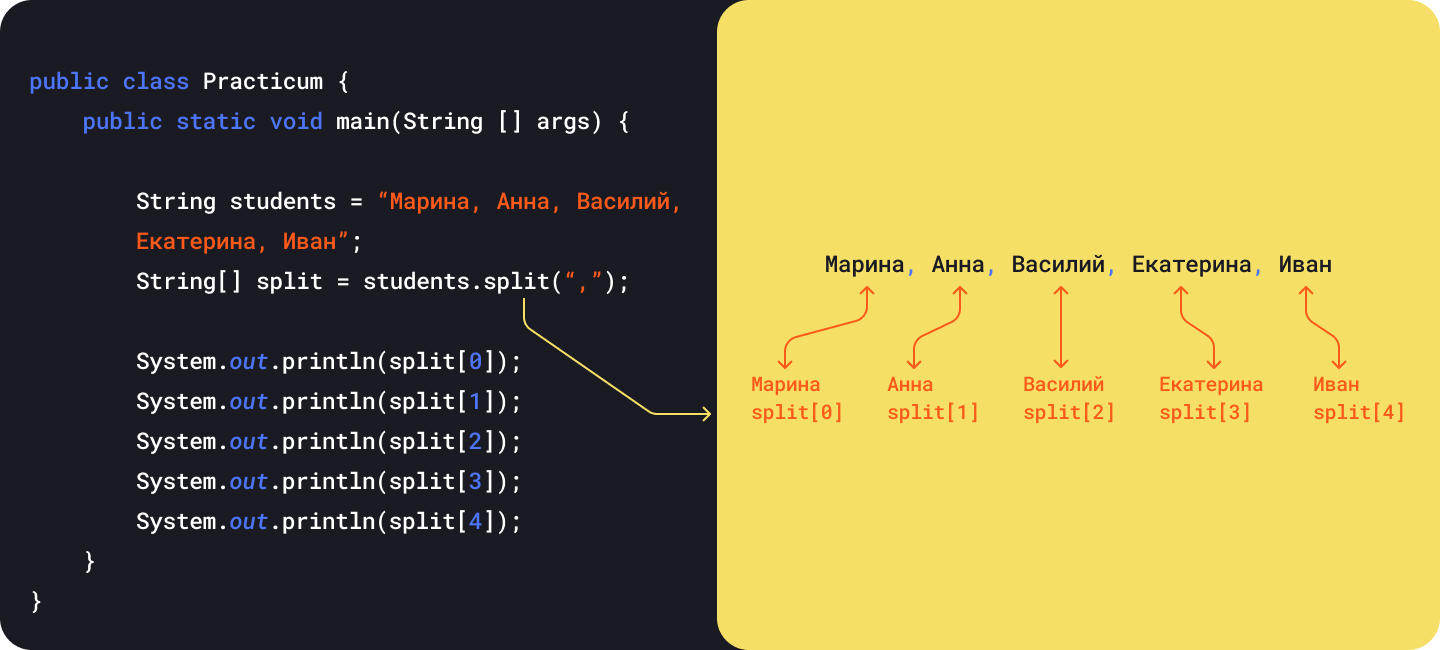 public class Practicum {
public static void main(String [] args) {
String students = “Марина, Анна, Василий,
Екатерина, Иван”;
String[] split = students.split(“,”);
System.out.println(split[0]);
System.out.println(split[1]);
System.out.println(split[2]);
System.out.println(split[3]);
System.out.println(split[4]);
}
}
Марина, Анна, Василий, Екатерина, Иван
Марина
split[0]
Анна
split[1]
Василий
split[2]
Екатерина
split[3]
Иван
split[4]